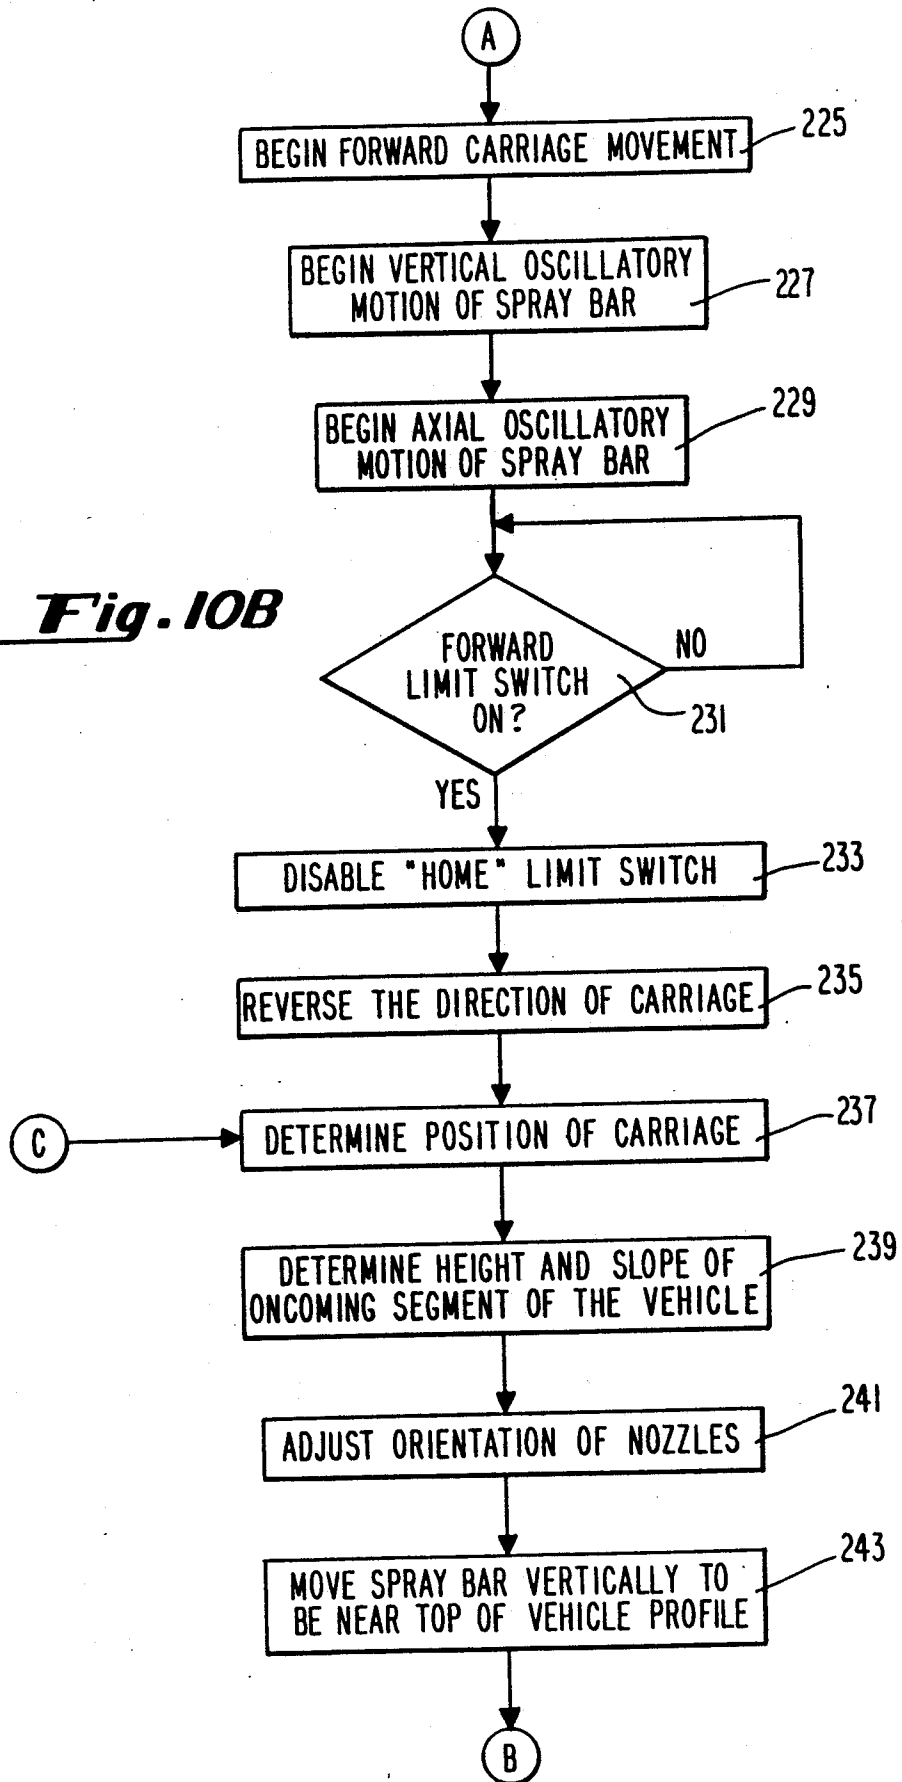 A
BEGIN FORWARD CARRIAGE MOVEMENT
225
BEGIN VERTICAL OSCILLATORY
MOTION OF SPRAY BAR
227
BEGIN AXIAL OSCILLATORY
MOTION OF SPRAY BAR
229
Fig. 10B
FORWARD
LIMIT SWITCH
ON?
NO
231
YES
DISABLE "HOME" LIMIT SWITCH
233
REVERSE THE DIRECTION OF CARRIAGE
235
C
DETERMINE POSITION OF CARRIAGE
237
DETERMINE HEIGHT AND SLOPE OF
ONCOMING SEGMENT OF THE VEHICLE
239
ADJUST ORIENTATION OF NOZZLES
241
MOVE SPRAY BAR VERTICALLY TO
BE NEAR TOP OF VEHICLE PROFILE
243
B